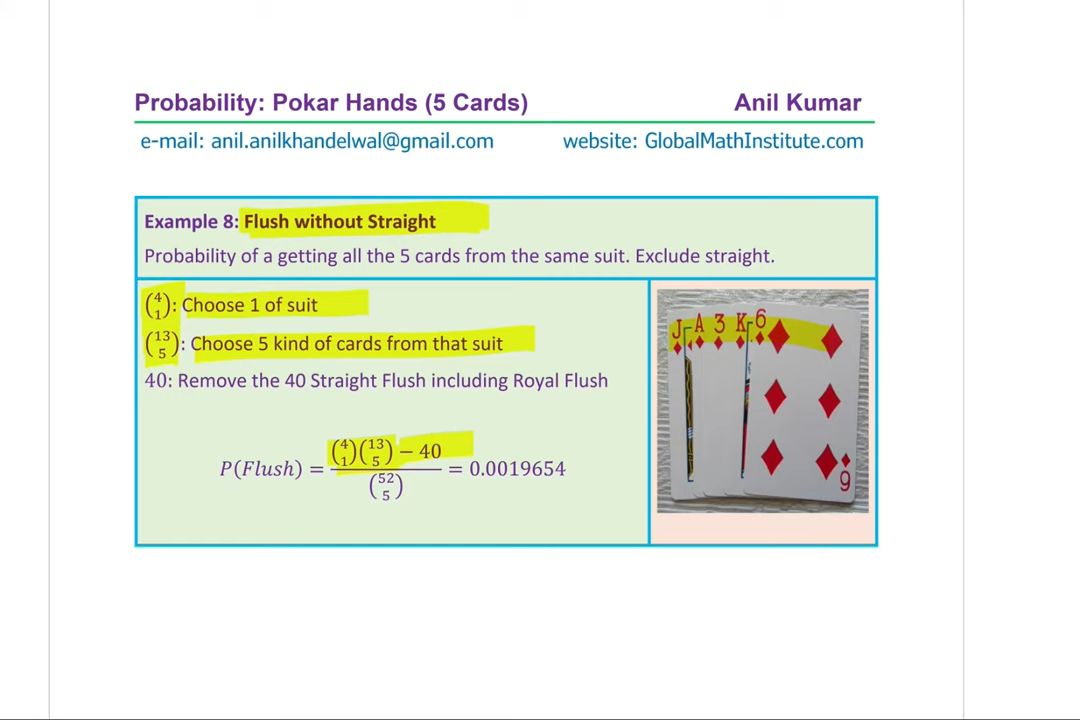 Probability: Pokar Hands (5 Cards) Anil Kumar
e-mail: anil.anilkhandelwal@gmail.com website: GlobalMathInstitute.com
Example 8: Flush without Straight
Probability of a getting all the 5 cards from the same suit. Exclude straight.
(4 1): Choose 1 of suit
(13 5): Choose 5 kind of cards from that suit
40: Remove the 40 Straight Flush including Royal Flush
P(Flush) = ((4 1)(13 5) − 40) / (52 5) = 0.0019654
J A 3 K 6
6